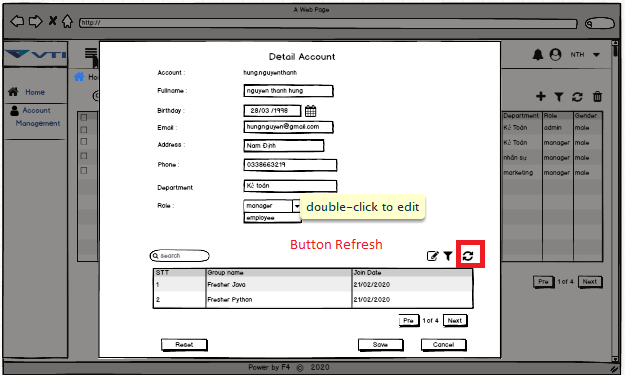 A Web Page
http://
VTI
NTH
Home
Account
Management
Ho
Detail Account
Account : hung.nguyenthanh
Fullname : nguyen thanh hung
Birthday : 28/03 /1998
Email : hungnguyen@gmail.com
Address : Nam Định
Phone : 0338663219
Department Kế toán
Role : manager
employee
double-click to edit
Button Refresh
search
STT Group name Join Date
1 Fresher Java 21/02/2020
2 Fresher Python 21/02/2020
Pre 1 of 4 Next
Reset Save Cancel
Department Role Gender
Kế Toán admin male
Kế Toán manager male
nhân sự manager male
marketing manager male
Pre 1 of 4 Next
Power by F4 © 2020